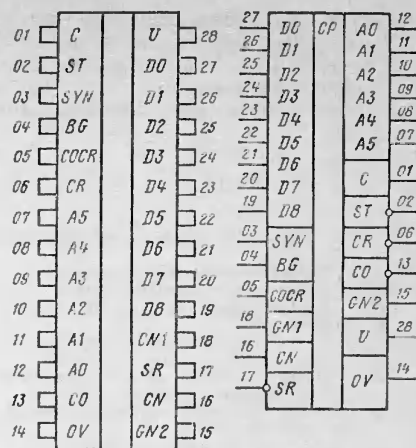 01 C U 28
02 ST D0 27
03 SYN D1 26
04 BG D2 25
05 COCR D3 24
06 CR D4 23
07 A5 D5 22
08 A4 D6 21
09 A3 D7 20
10 A2 D8 19
11 A1 CN1 18
12 A0 SR 17
13 CO CN 16
14 OV GN2 15
27 D0 CP A0 12
26 D1 A1 11
25 D2 A2 10
24 D3 A3 09
23 D4 A4 08
22 D5 A5 07
21 D6
20 D7 C 01
19 D8 ST 02
03 SYN CR 06
04 BG CO 13
05 COCR GN2 15
18 GN1 U 28
16 CN OV 14
17 SR